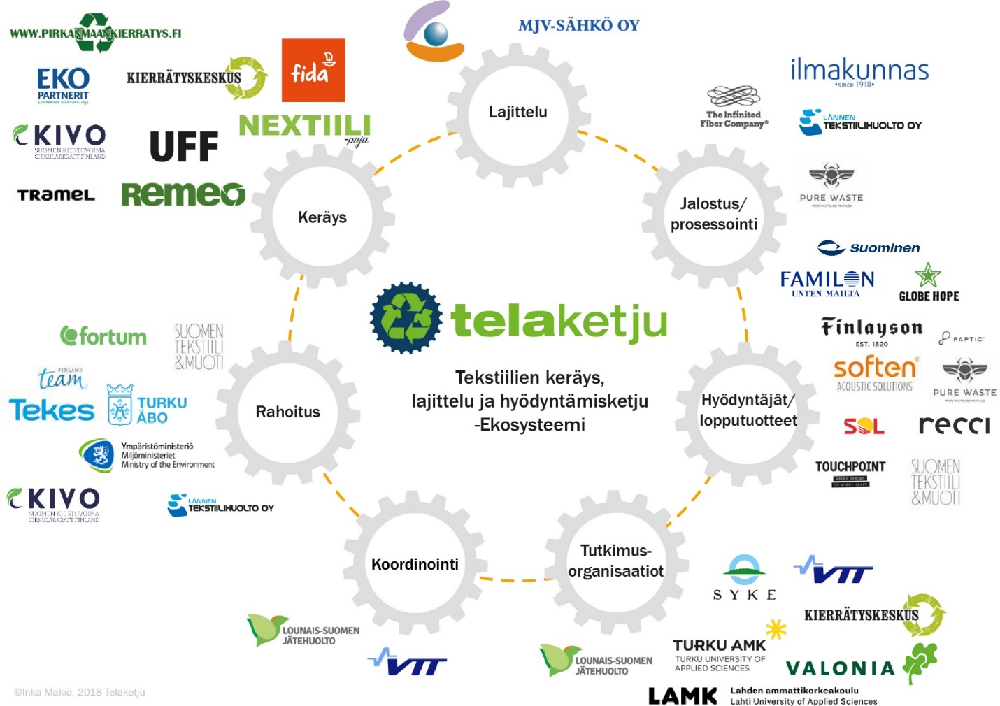 WWW.PIRKANMAANKIERRATYS.FI
EKO
PARTNERIT
KIERRÄTYSKESKUS
fida
KIVO
SUOMEN KIERTOVOIMA
CIRKULÄRKRAFT FINLAND
UFF
NEXTIILI
-paja
TRAMEL
Remeo
Keräys
MJV-SÄHKÖ OY
Lajittelu
ilmakunnas
•since 1918•
The Infinited
Fiber Company®
LÄNNEN
TEKSTIILIHUOLTO OY
PURE WASTE
Jalostus/
prosessointi
Suominen
FAMILON
UNTEN MAILTA
GLOBE HOPE
Finlayson
EST. 1820
PAPTIC
soften®
ACOUSTIC SOLUTIONS
PURE WASTE
SOL
recci
TOUCHPOINT
SUOMEN
TEKSTIILI
&MUOTI
Hyödyntäjät/
lopputuotteet
telaketju
Tekstiilien keräys,
lajittelu ja hyödyntämisketju
-Ekosysteemi
fortum
SUOMEN
TEKSTIILI
&MUOTI
FINLAND
team
Tekes
TURKU
ÅBO
Ympäristöministeriö
Miljöministeriet
Ministry of the Environment
KIVO
SUOMEN KIERTOVOIMA
CIRKULÄRKRAFT FINLAND
LÄNNEN
TEKSTIILIHUOLTO OY
Rahoitus
Koordinointi
LOUNAIS-SUOMEN
JÄTEHUOLTO
VTT
Tutkimus-
organisaatiot
SYKE
VTT
KIERRÄTYSKESKUS
LOUNAIS-SUOMEN
JÄTEHUOLTO
TURKU AMK
TURKU UNIVERSITY OF
APPLIED SCIENCES
VALONIA
LAMK
Lahden ammattikorkeakoulu
Lahti University of Applied Sciences
©Inka Mäkiö, 2018 Telaketju